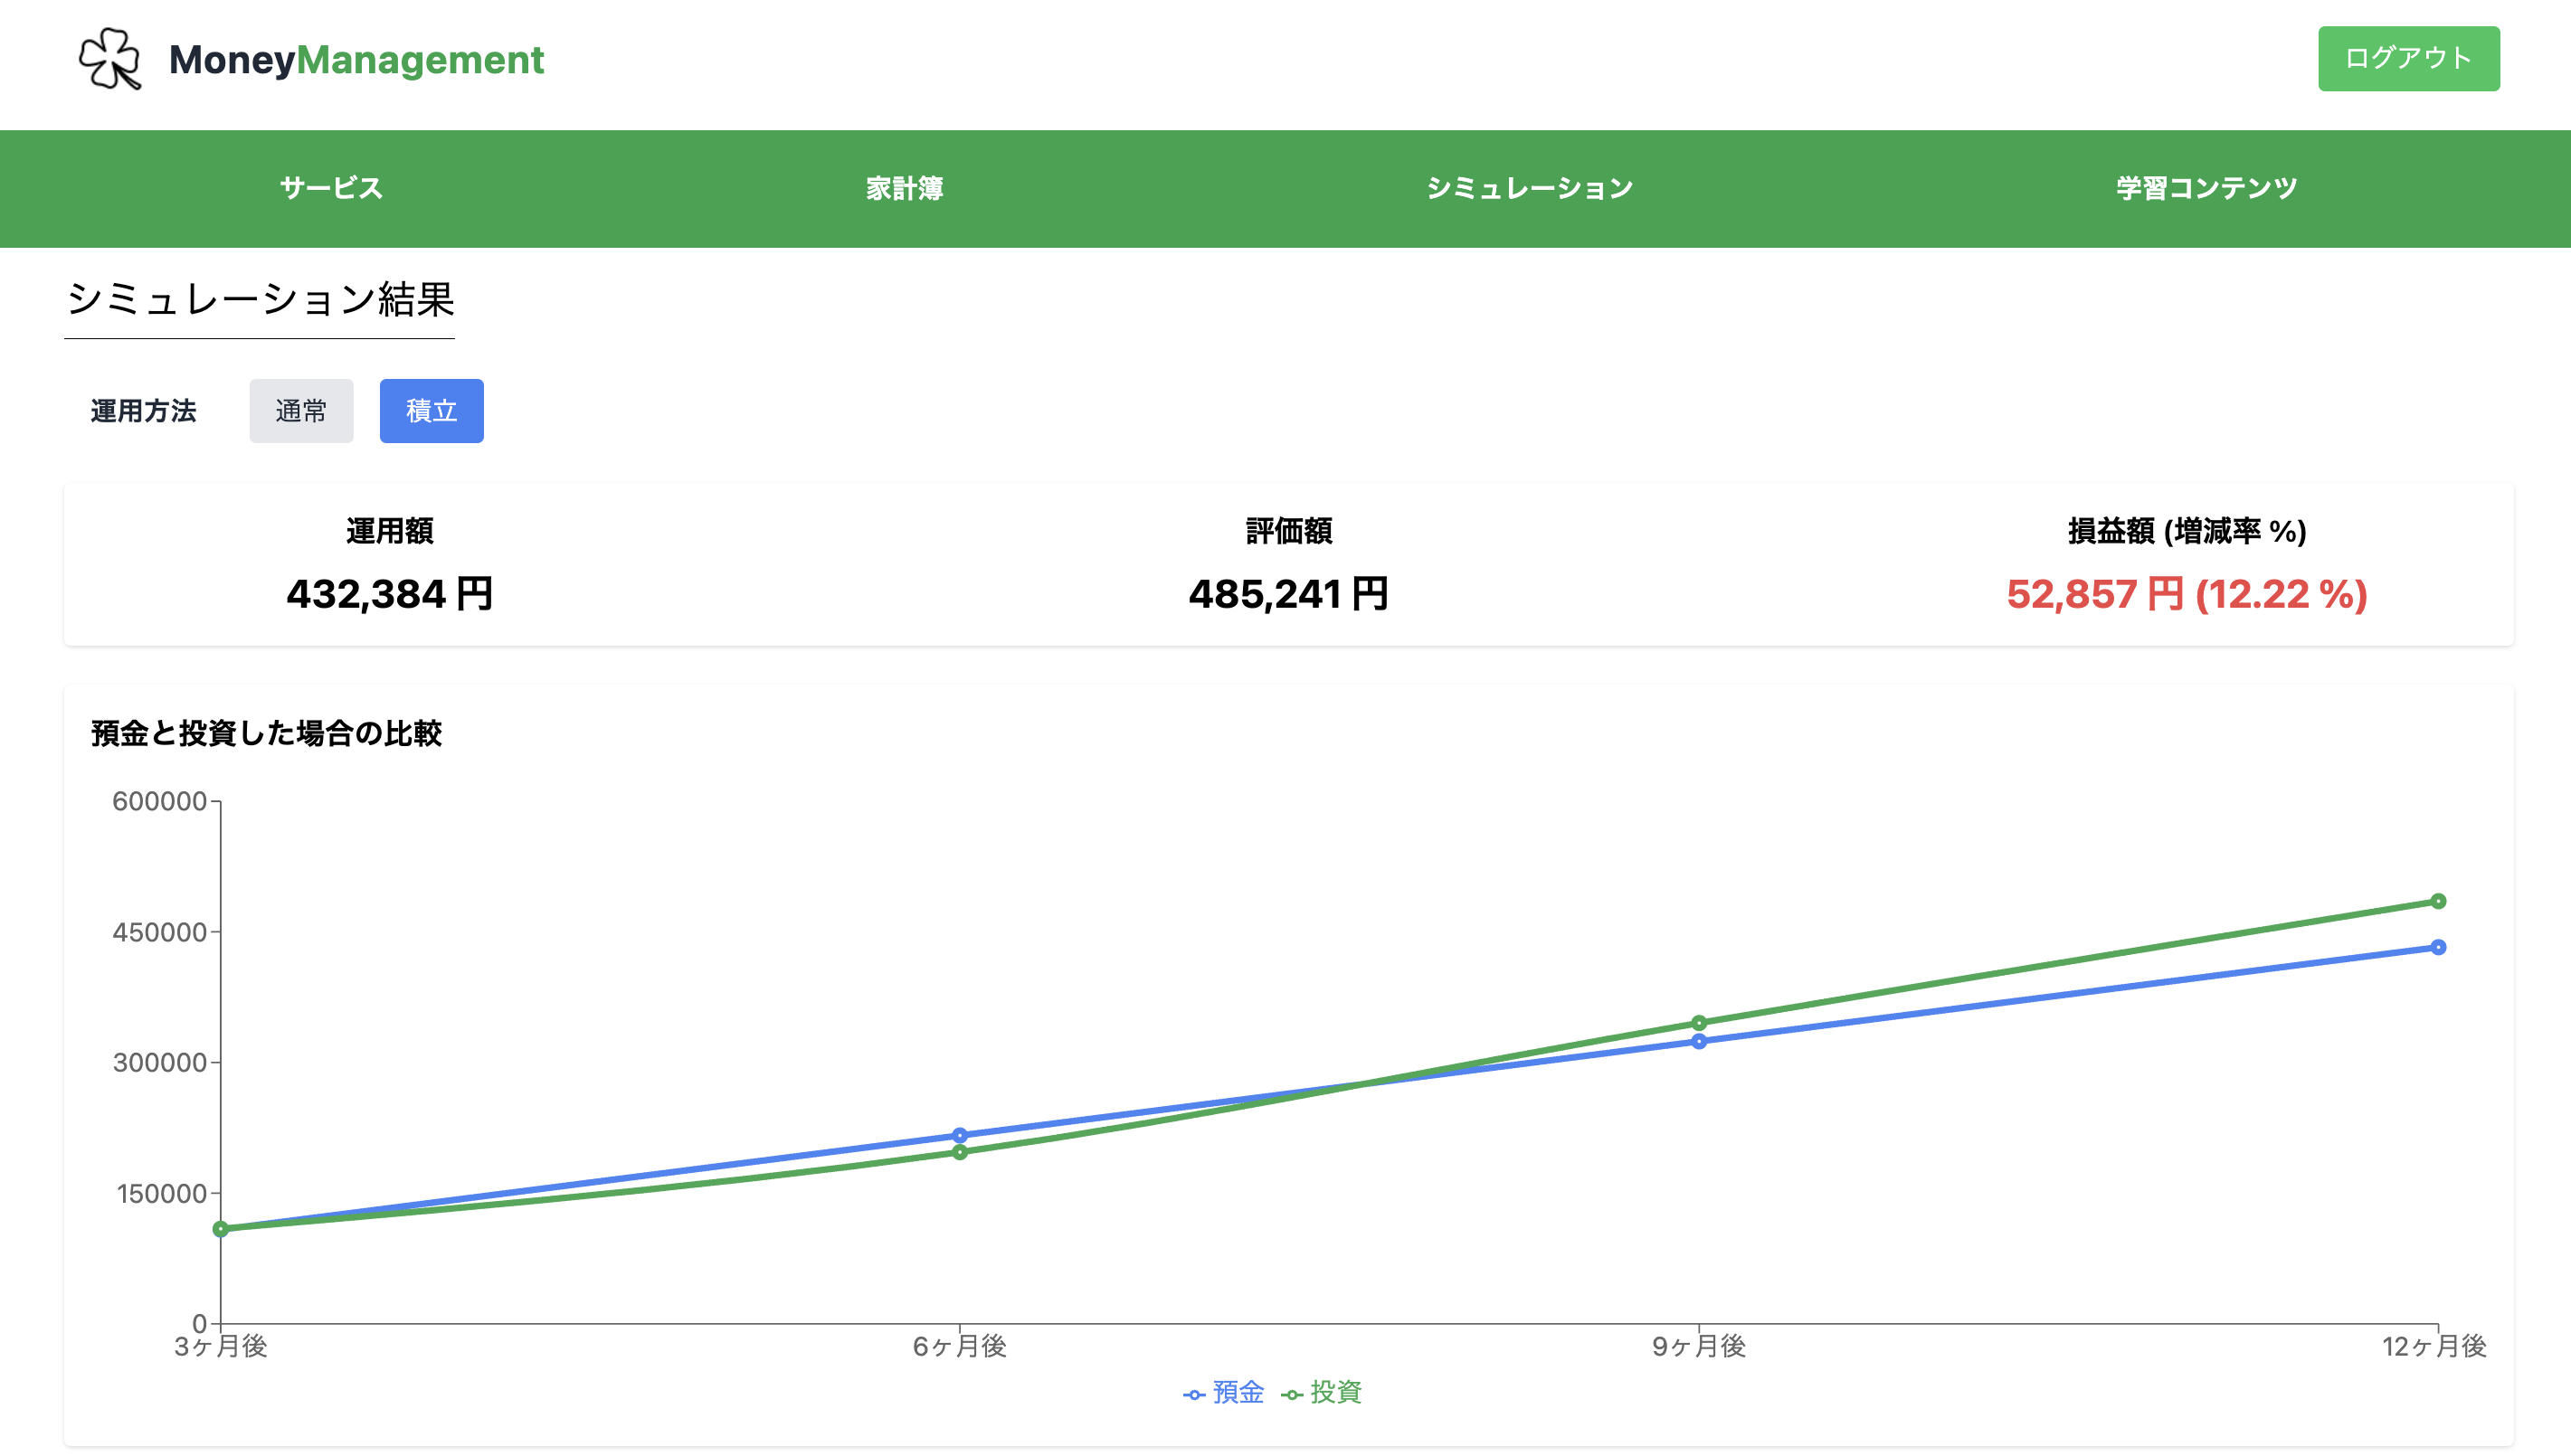 MoneyManagement
ログアウト
サービス 家計簿 シミュレーション 学習コンテンツ
シミュレーション結果
運用方法 通常 積立
運用額 評価額 損益額 (増減率 %)
432,384 円 485,241 円 52,857 円 (12.22 %)
預金と投資した場合の比較
600000
450000
300000
150000
0
3ヶ月後 6ヶ月後 9ヶ月後 12ヶ月後
預金 投資